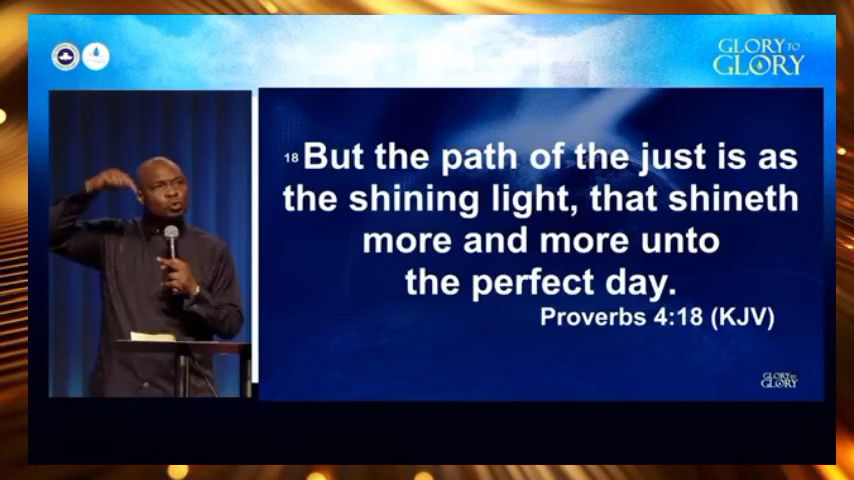 GLORY TO
GLORY
18 But the path of the just is as
the shining light, that shineth
more and more unto
the perfect day.
Proverbs 4:18 (KJV)
GLORY TO
GLORY